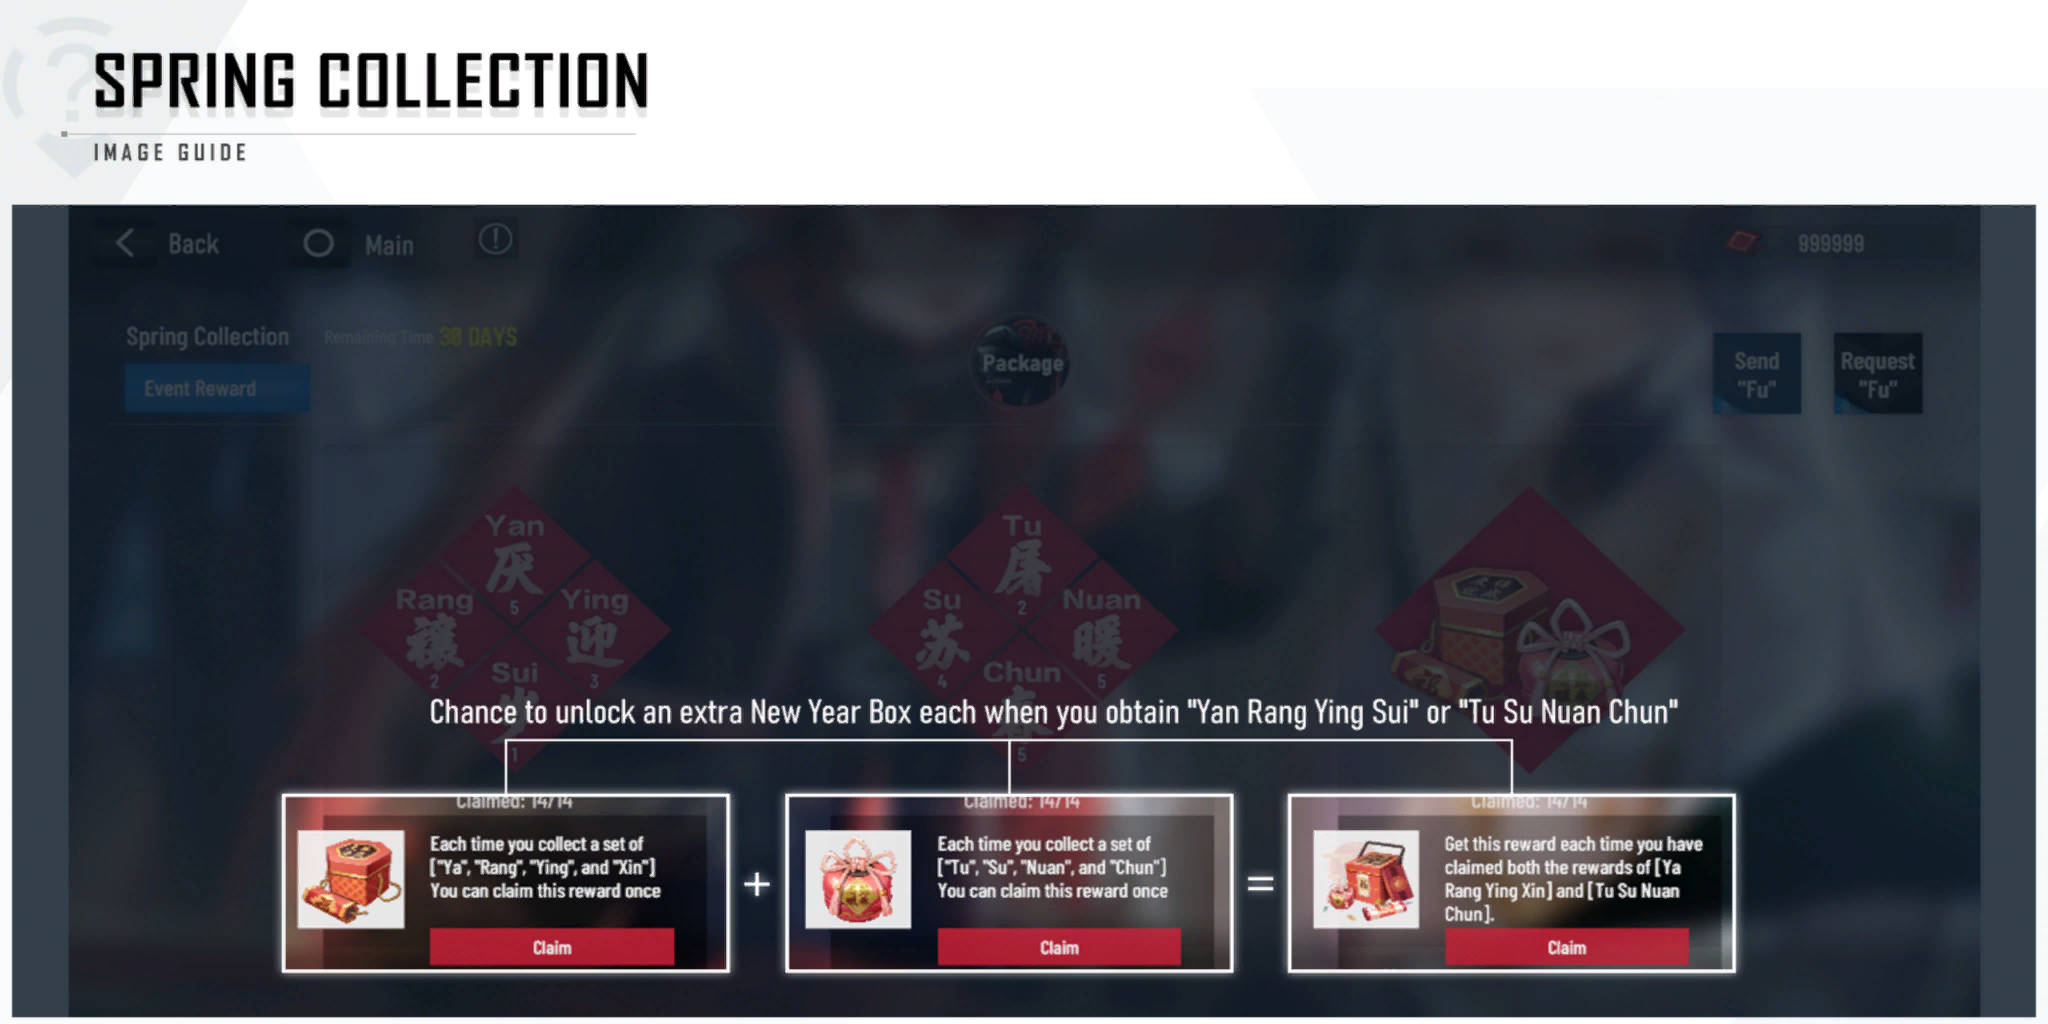 SPRING COLLECTION
IMAGE GUIDE
Back
Main
999999
Spring Collection
Remaining Time 30 DAYS
Event Reward
Package
Send
"Fu"
Request
"Fu"
Yan
厌
5
Rang
禳
2
Ying
迎
3
Sui
岁
1
Tu
屠
2
Su
苏
4
Nuan
暖
5
Chun
春
5
Chance to unlock an extra New Year Box each when you obtain "Yan Rang Ying Sui" or "Tu Su Nuan Chun"
Claimed: 14/14
Each time you collect a set of
["Ya", "Rang", "Ying", and "Xin"]
You can claim this reward once
Claim
+
Claimed: 14/14
Each time you collect a set of
["Tu", "Su", "Nuan", and "Chun"]
You can claim this reward once
Claim
=
Claimed: 14/14
Get this reward each time you have
claimed both the rewards of [Ya
Rang Ying Xin] and [Tu Su Nuan
Chun].
Claim